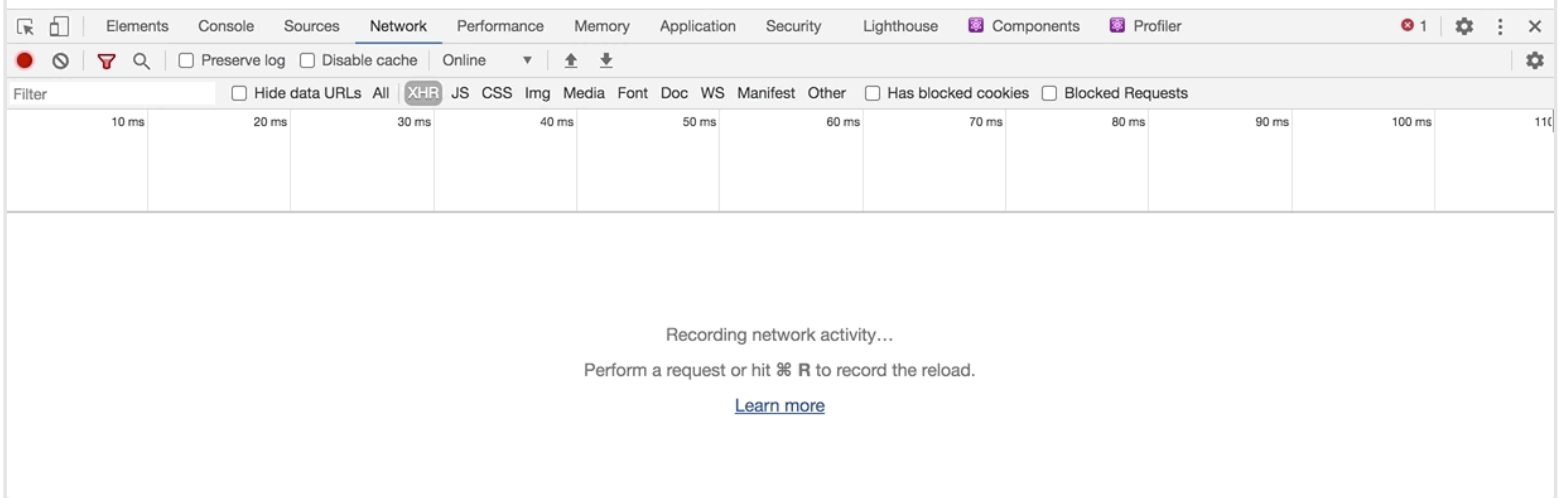 Elements Console Sources Network Performance Memory Application Security Lighthouse Components Profiler 1
Preserve log Disable cache Online
Filter Hide data URLs All XHR JS CSS Img Media Font Doc WS Manifest Other Has blocked cookies Blocked Requests
10 ms 20 ms 30 ms 40 ms 50 ms 60 ms 70 ms 80 ms 90 ms 100 ms 110
Recording network activity…
Perform a request or hit ⌘ R to record the reload.
Learn more